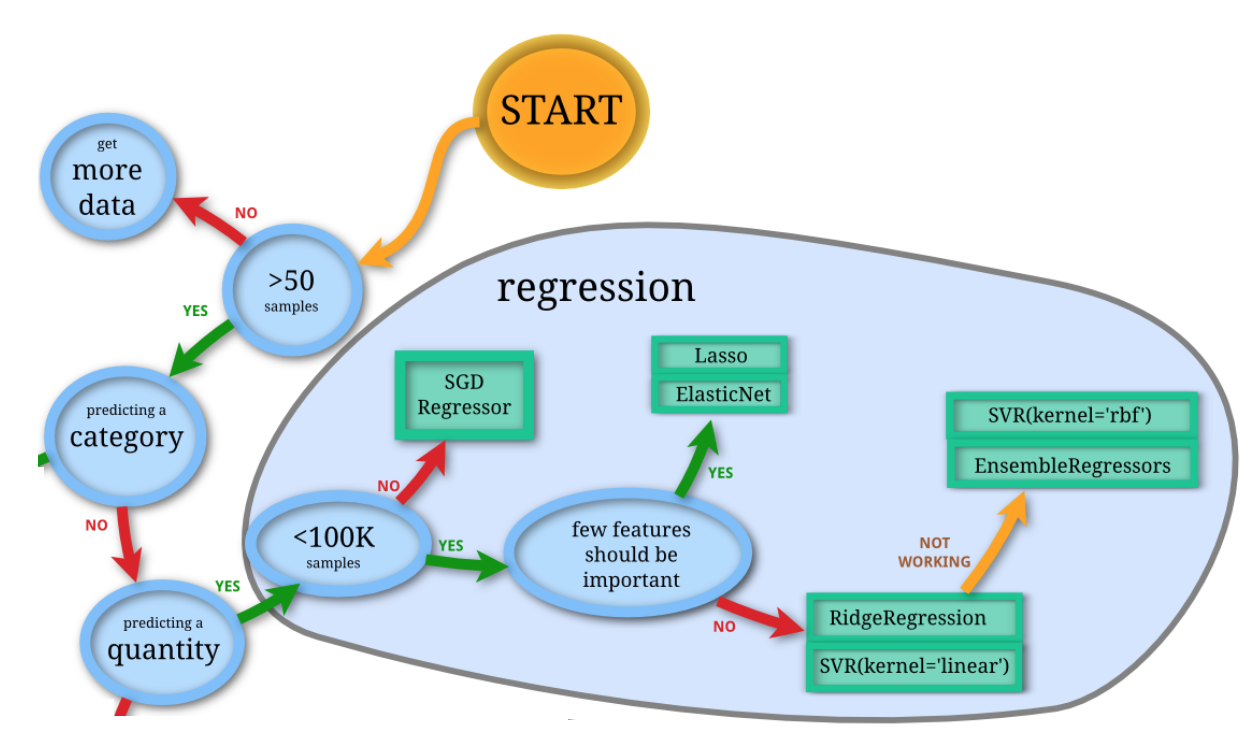 START
get
more
data
NO
>50
samples
YES
predicting a
category
NO
predicting a
quantity
YES
regression
<100K
samples
NO
SGD
Regressor
YES
few features
should be
important
YES
Lasso
ElasticNet
NO
RidgeRegression
SVR(kernel='linear')
NOT
WORKING
SVR(kernel='rbf')
EnsembleRegressors